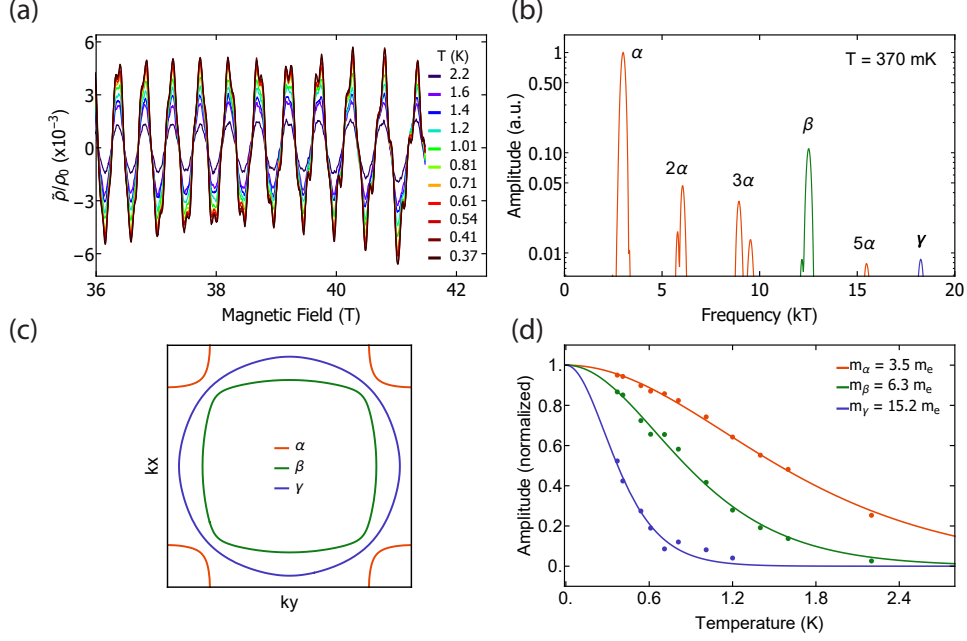 (a)
6
3
0
−3
−6
ρ̃/ρ₀ (x10⁻³)
36
38
40
42
Magnetic Field (T)
T (K)
2.2
1.6
1.4
1.2
1.01
0.81
0.71
0.61
0.54
0.41
0.37
(b)
1
0.50
0.10
0.05
0.01
Amplitude (a.u.)
T = 370 mK
α
2α
3α
β
5α
γ
0
5
10
15
20
Frequency (kT)
(c)
kx
α
β
γ
ky
(d)
1.0
0.8
0.6
0.4
0.2
0.
Amplitude (normalized)
mα = 3.5 mₑ
mᵦ = 6.3 mₑ
mᵧ = 15.2 mₑ
0.
0.6
1.2
1.8
2.4
Temperature (K)